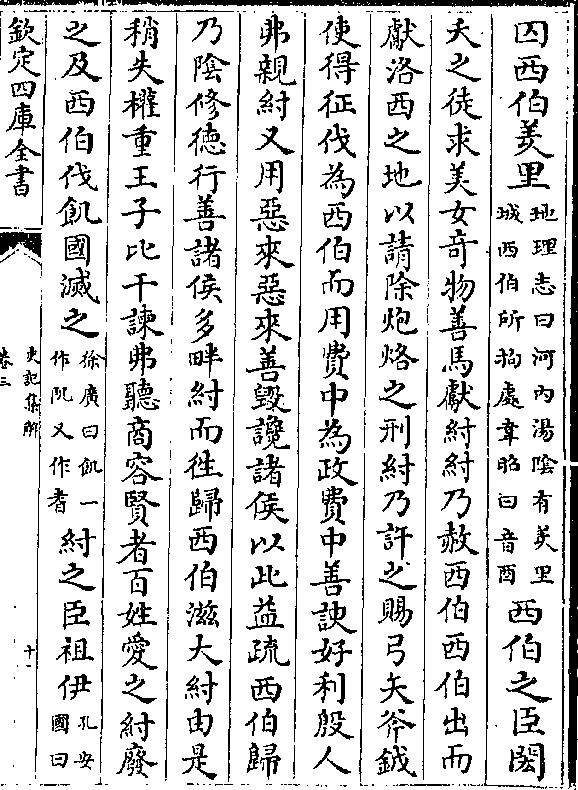 囚西伯羑里地理志曰河内湯隂有羑里城西伯所拘處韋昭曰音酉西伯之臣閎
夭之徒求美女奇物善馬獻紂紂乃赦西伯西伯出而
獻洛西之地以請除炮烙之刑紂乃許之賜弓矢斧鉞
使得征伐為西伯而用費中為政費中善諛好利殷人
弗親紂又用惡來惡來善毀讒諸侯以此益疏西伯歸
乃隂修徳行善諸侯多畔紂而徃歸西伯滋大紂由是
稍失權重王子比干諫弗聽商容賢者百姓愛之紂廢
之及西伯伐飢國滅之徐廣曰飢一作𨸝又作耆紂之臣祖伊孔安國曰
欽定四庫全書
史記集解
卷三
十一